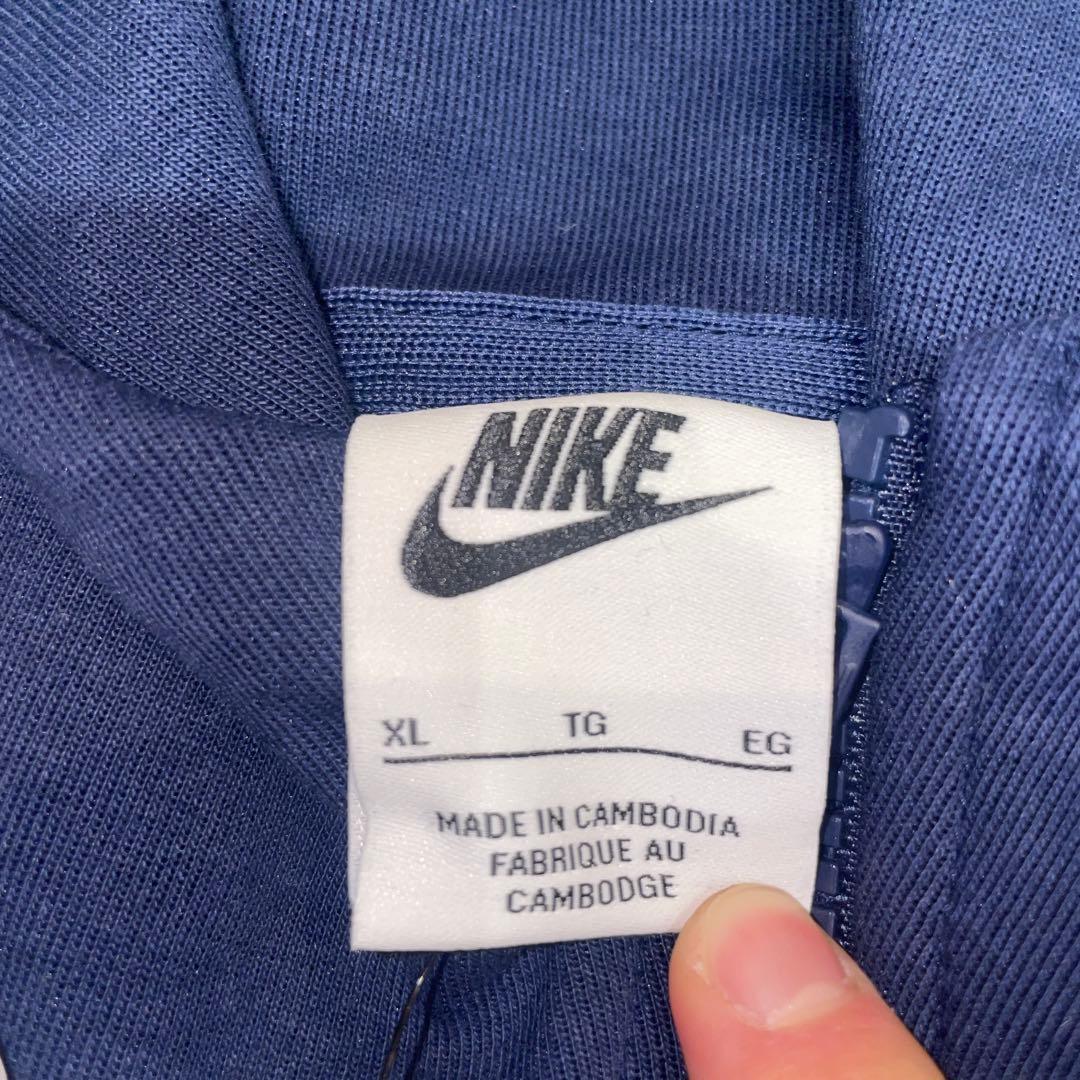 NIKE
XL TG EG
MADE IN CAMBODIA
FABRIQUE AU
CAMBODGE